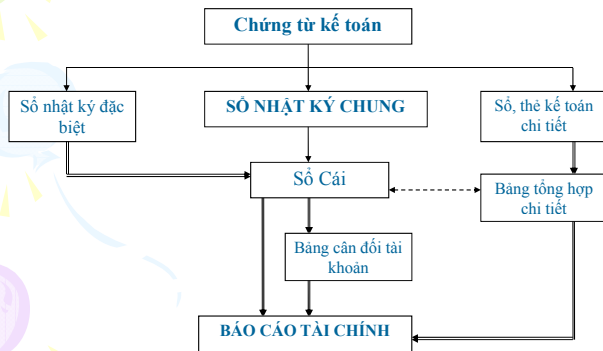 Chứng từ kế toán
Sổ nhật ký đặc
biệt
SỔ NHẬT KÝ CHUNG
Sổ, thẻ kế toán
chi tiết
Sổ Cái
Bảng tổng hợp
chi tiết
Bảng cân đối tài
khoản
BÁO CÁO TÀI CHÍNH